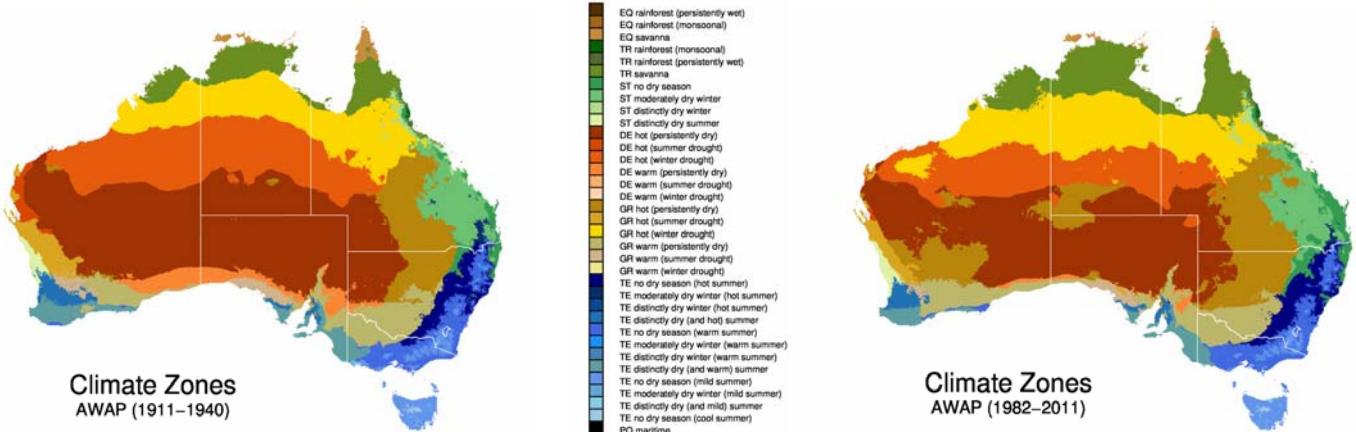 Climate Zones
AWAP (1911–1940)
EQ rainforest (persistently wet)
EQ rainforest (monsoonal)
EQ savanna
TR rainforest (monsoonal)
TR rainforest (persistently wet)
TR savanna
ST no dry season
ST moderately dry winter
ST distinctly dry winter
ST distinctly dry summer
DE hot (persistently dry)
DE hot (summer drought)
DE hot (winter drought)
DE warm (persistently dry)
DE warm (summer drought)
DE warm (winter drought)
GR hot (persistently dry)
GR hot (summer drought)
GR hot (winter drought)
GR warm (persistently dry)
GR warm (summer drought)
GR warm (winter drought)
TE no dry season (hot summer)
TE moderately dry winter (hot summer)
TE distinctly dry winter (hot summer)
TE distinctly dry (and hot) summer
TE no dry season (warm summer)
TE moderately dry winter (warm summer)
TE distinctly dry winter (warm summer)
TE distinctly dry (and warm) summer
TE no dry season (mild summer)
TE moderately dry winter (mild summer)
TE distinctly dry (and mild) summer
TE no dry season (cool summer)
PO maritime
Climate Zones
AWAP (1982–2011)